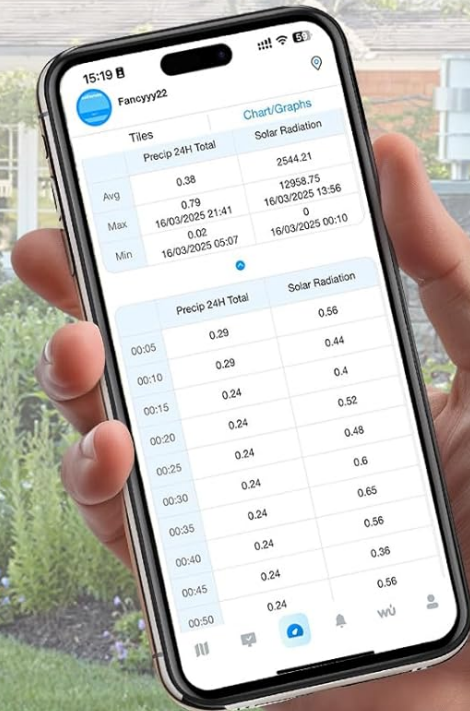 15:19 59
Fancyyy22
Tiles Chart/Graphs
Precip 24H Total Solar Radiation
Avg 0.38 2544.21
Max 0.79 12958.75
16/03/2025 21:41 16/03/2025 13:56
Min 0.02 0
16/03/2025 05:07 16/03/2025 00:10
Precip 24H Total Solar Radiation
00:05 0.29 0.56
00:10 0.29 0.44
00:15 0.24 0.4
00:20 0.24 0.52
00:25 0.24 0.48
00:30 0.24 0.6
00:35 0.24 0.65
00:40 0.24 0.56
00:45 0.24 0.36
00:50 0.24 0.56
wu